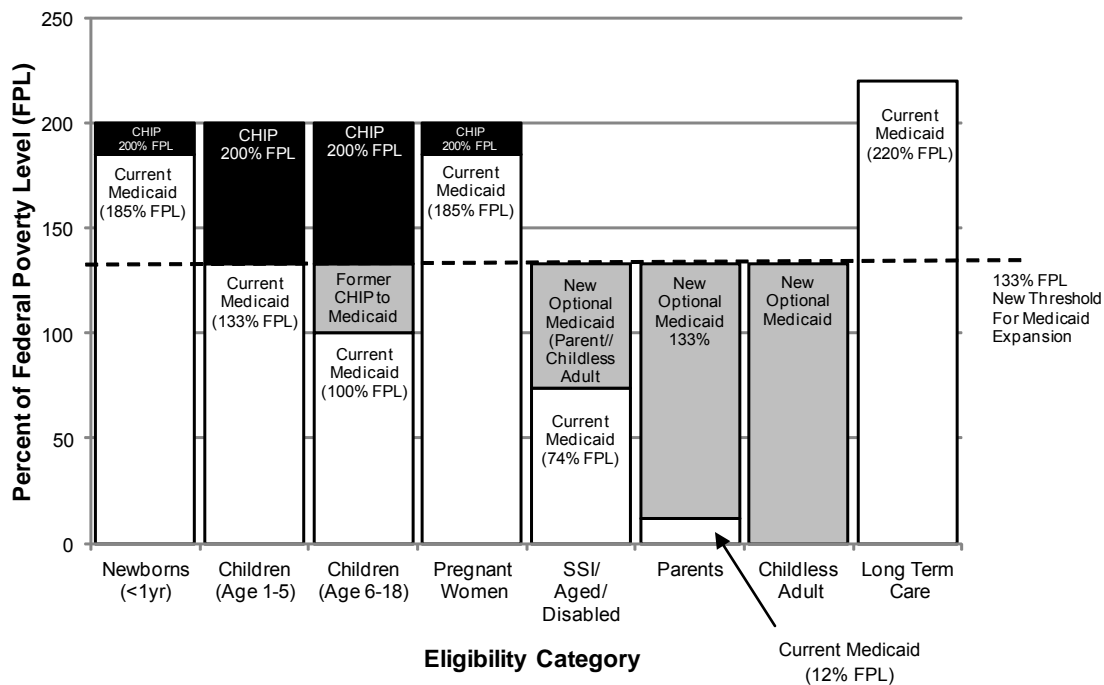 Percent of Federal Poverty Level (FPL)
250
200
150
100
50
0
CHIP
200% FPL
Current
Medicaid
(185% FPL)
CHIP
200% FPL
Current
Medicaid
(133% FPL)
CHIP
200% FPL
Former
CHIP to
Medicaid
Current
Medicaid
(100% FPL)
CHIP
200% FPL
Current
Medicaid
(185% FPL)
New
Optional
Medicaid
(Parent//
Childless
Adult
Current
Medicaid
(74% FPL)
New
Optional
Medicaid
133%
New
Optional
Medicaid
Current
Medicaid
(220% FPL)
133% FPL
New Threshold
For Medicaid
Expansion
Newborns
(<1yr)
Children
(Age 1-5)
Children
(Age 6-18)
Pregnant
Women
SSI/
Aged/
Disabled
Parents
Childless
Adult
Long Term
Care
Current Medicaid
(12% FPL)
Eligibility Category